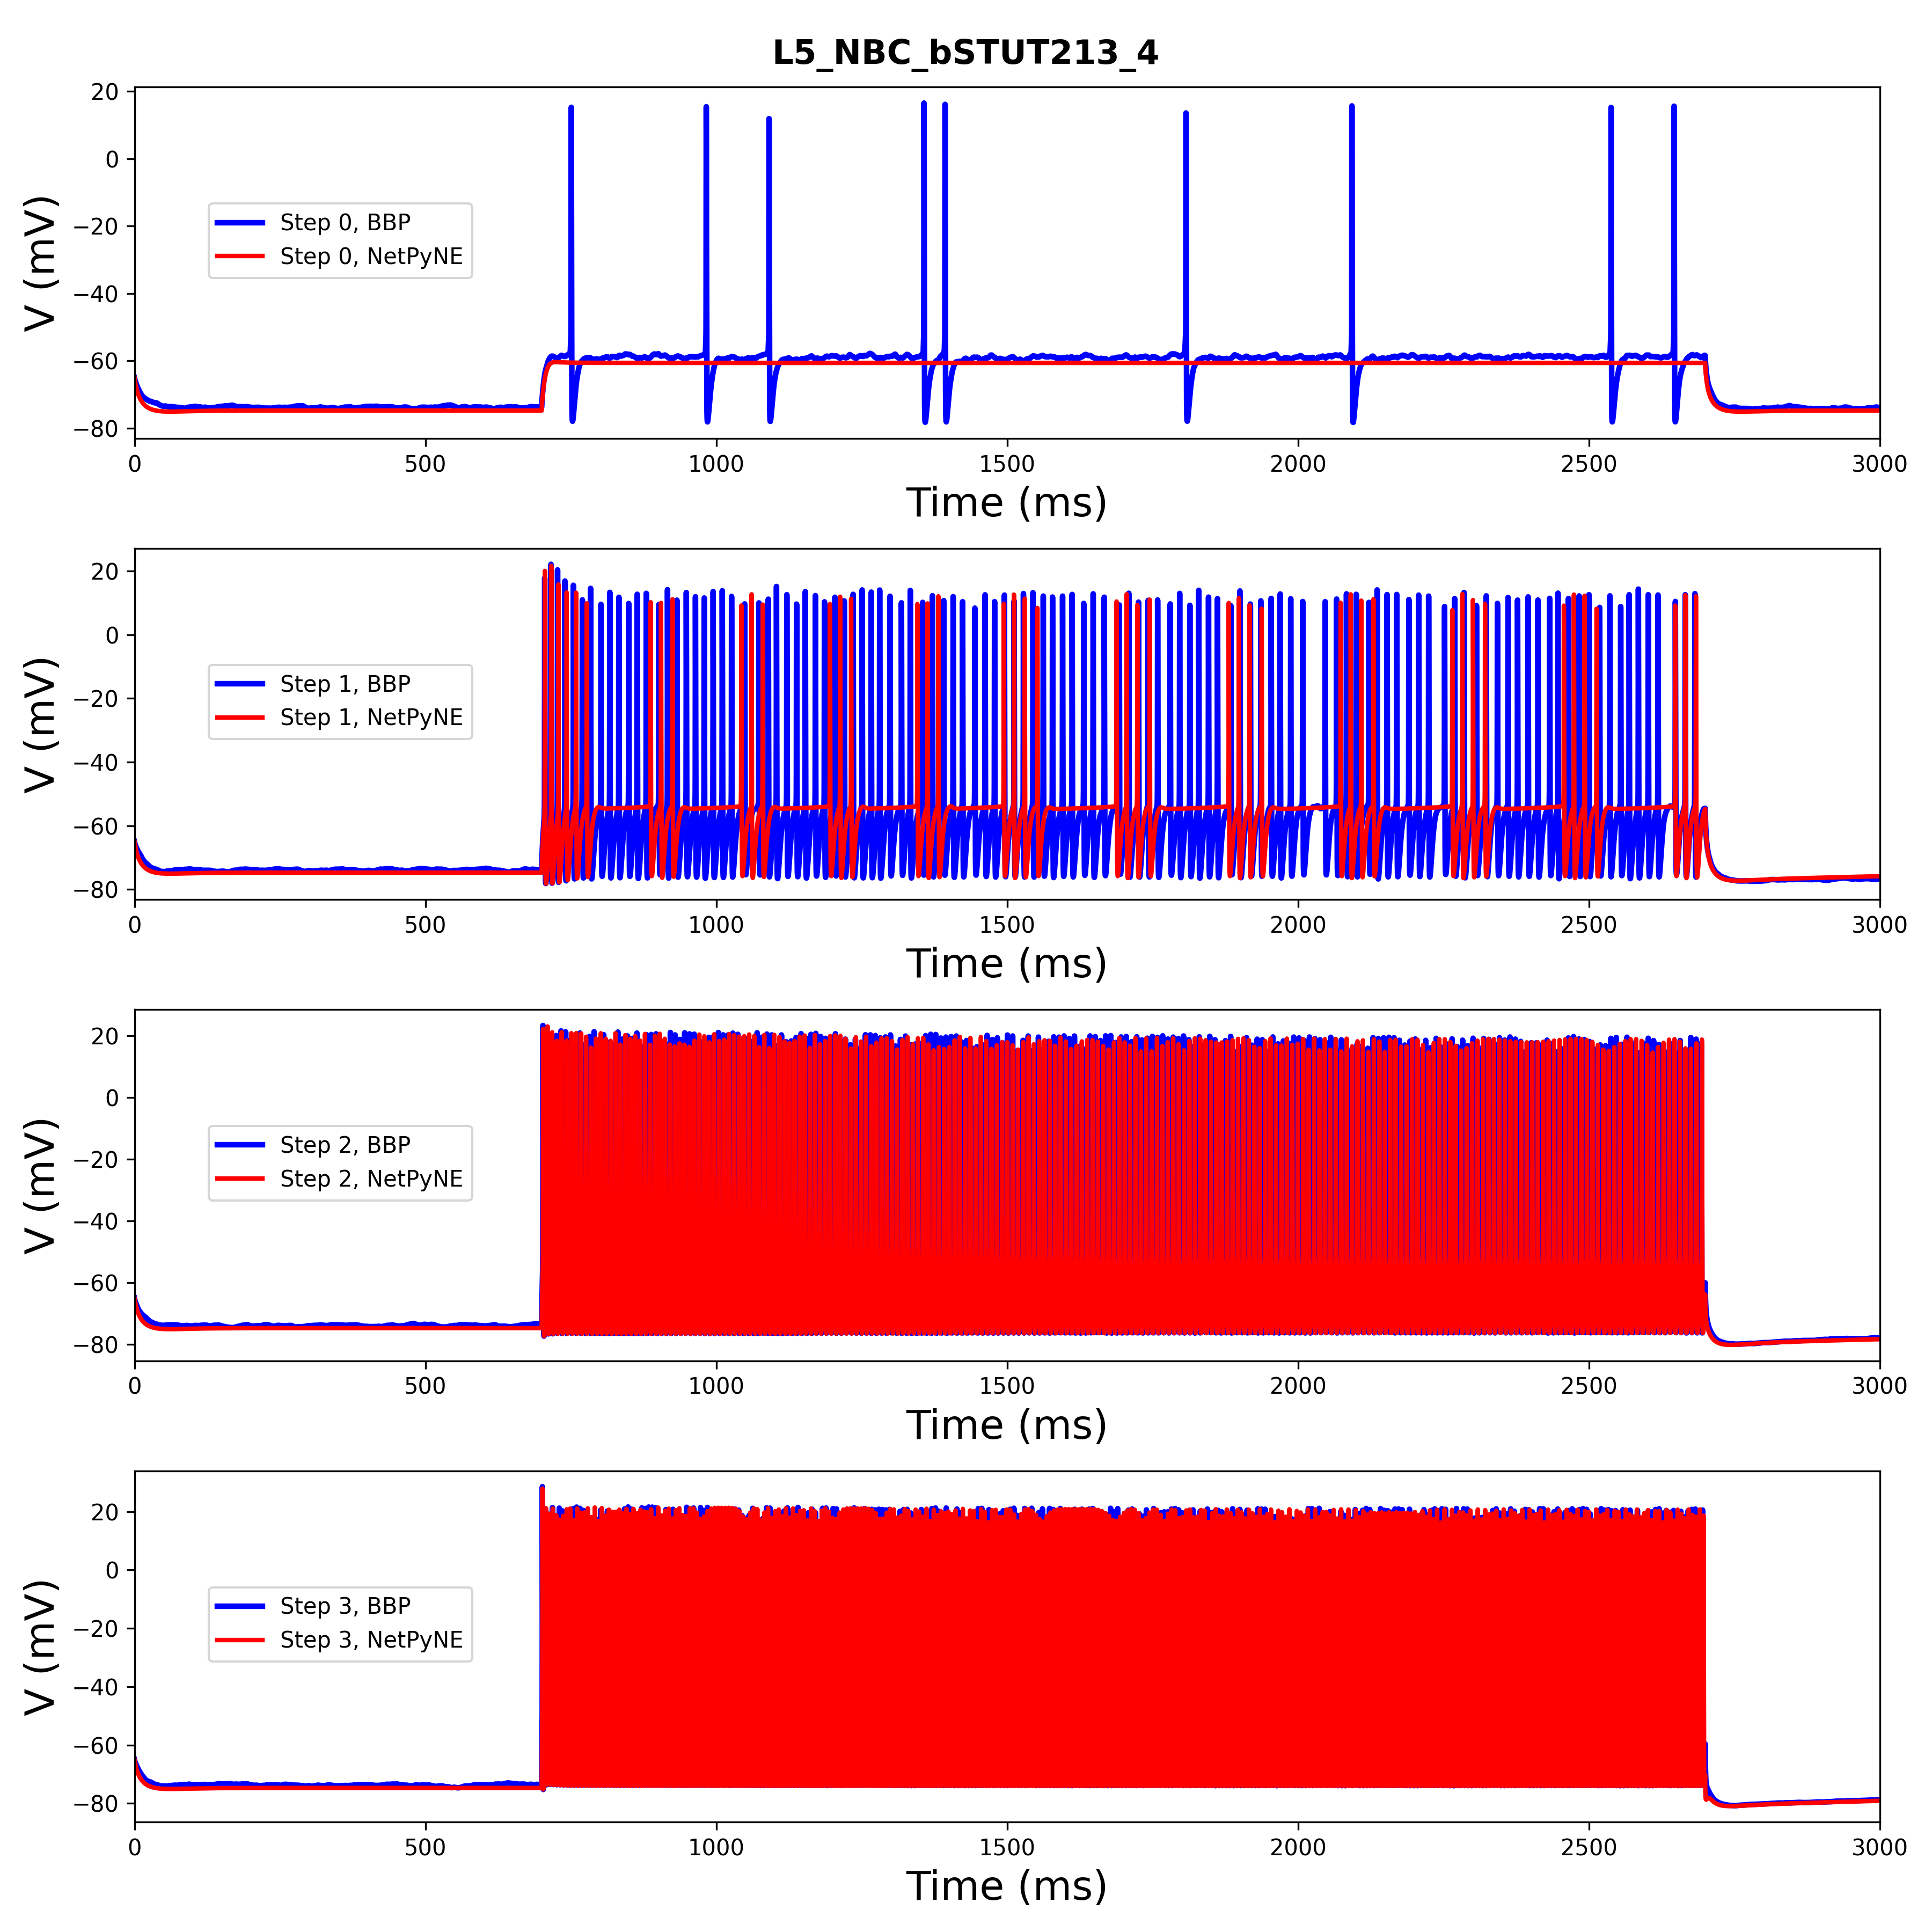 L5_NBC_bSTUT213_4
20
0
−20
−40
−60
−80
V (mV)
Step 0, BBP
Step 0, NetPyNE
0 500 1000 1500 2000 2500 3000
Time (ms)
20
0
−20
−40
−60
−80
V (mV)
Step 1, BBP
Step 1, NetPyNE
0 500 1000 1500 2000 2500 3000
Time (ms)
20
0
−20
−40
−60
−80
V (mV)
Step 2, BBP
Step 2, NetPyNE
0 500 1000 1500 2000 2500 3000
Time (ms)
20
0
−20
−40
−60
−80
V (mV)
Step 3, BBP
Step 3, NetPyNE
0 500 1000 1500 2000 2500 3000
Time (ms)